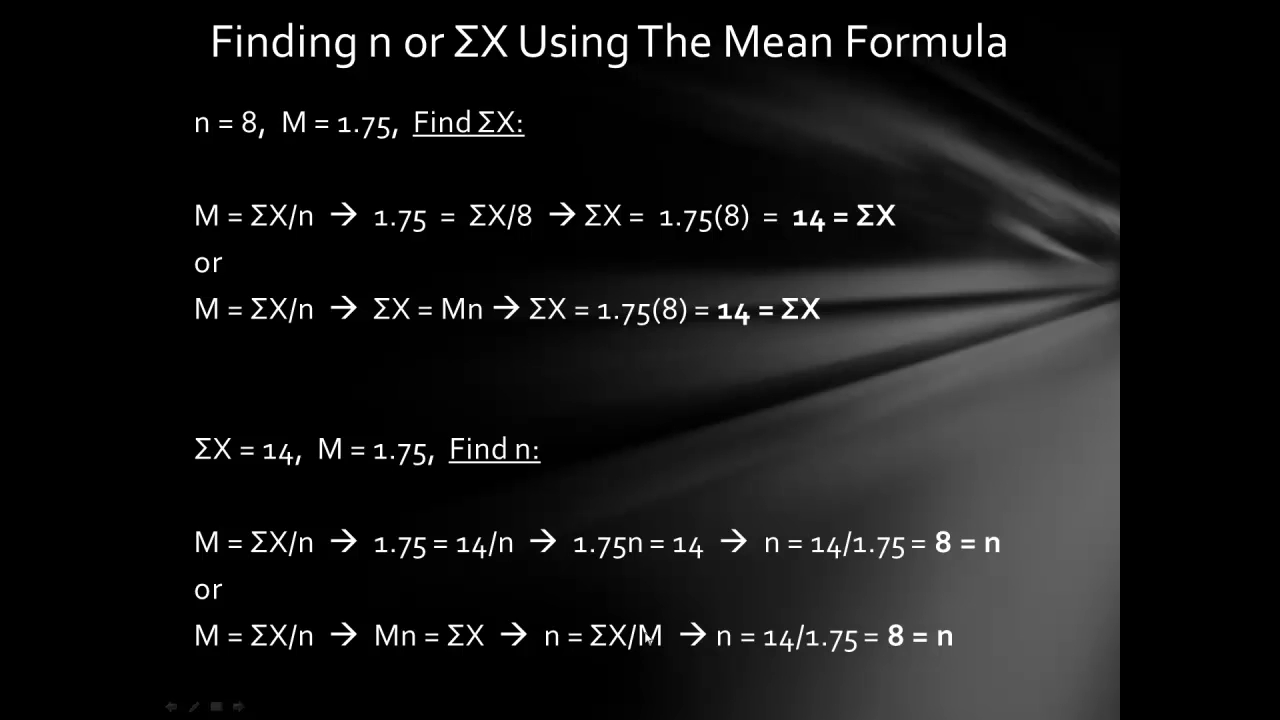 Finding n or ΣX Using The Mean Formula
n = 8, M = 1.75, Find ΣX:
M = ΣX/n → 1.75 = ΣX/8 → ΣX = 1.75(8) = 14 = ΣX
or
M = ΣX/n → ΣX = Mn → ΣX = 1.75(8) = 14 = ΣX
ΣX = 14, M = 1.75, Find n:
M = ΣX/n → 1.75 = 14/n → 1.75n = 14 → n = 14/1.75 = 8 = n
or
M = ΣX/n → Mn = ΣX → n = ΣX/M → n = 14/1.75 = 8 = n